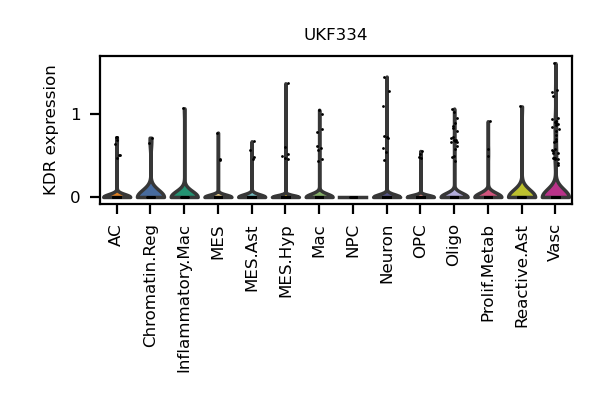 UKF334
KDR expression
1
0
AC
Chromatin.Reg
Inflammatory.Mac
MES
MES.Ast
MES.Hyp
Mac
NPC
Neuron
OPC
Oligo
Prolif.Metab
Reactive.Ast
Vasc